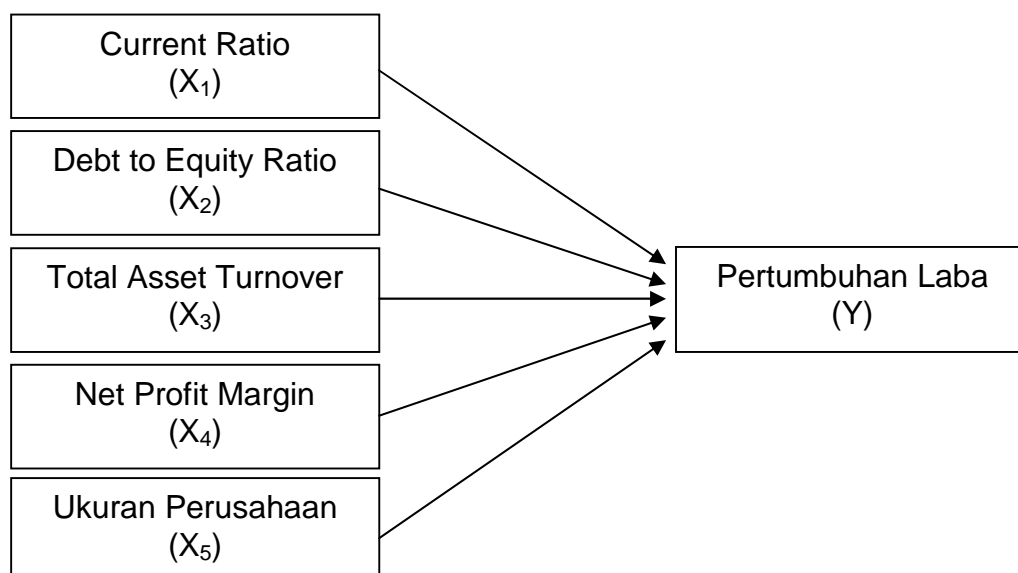 Current Ratio
(X₁)
Debt to Equity Ratio
(X₂)
Total Asset Turnover
(X₃)
Net Profit Margin
(X₄)
Ukuran Perusahaan
(X₅)
Pertumbuhan Laba
(Y)